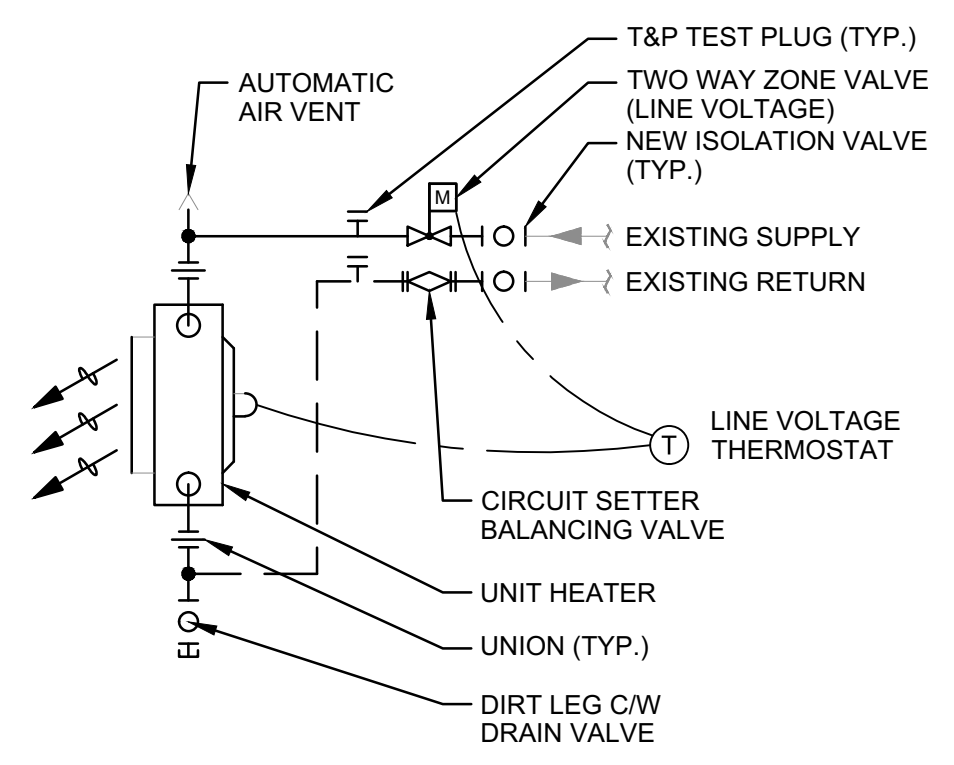 T&P TEST PLUG (TYP.)
AUTOMATIC
AIR VENT
TWO WAY ZONE VALVE
(LINE VOLTAGE)
NEW ISOLATION VALVE
(TYP.)
M
EXISTING SUPPLY
EXISTING RETURN
LINE VOLTAGE
THERMOSTAT
T
CIRCUIT SETTER
BALANCING VALVE
UNIT HEATER
UNION (TYP.)
DIRT LEG C/W
DRAIN VALVE